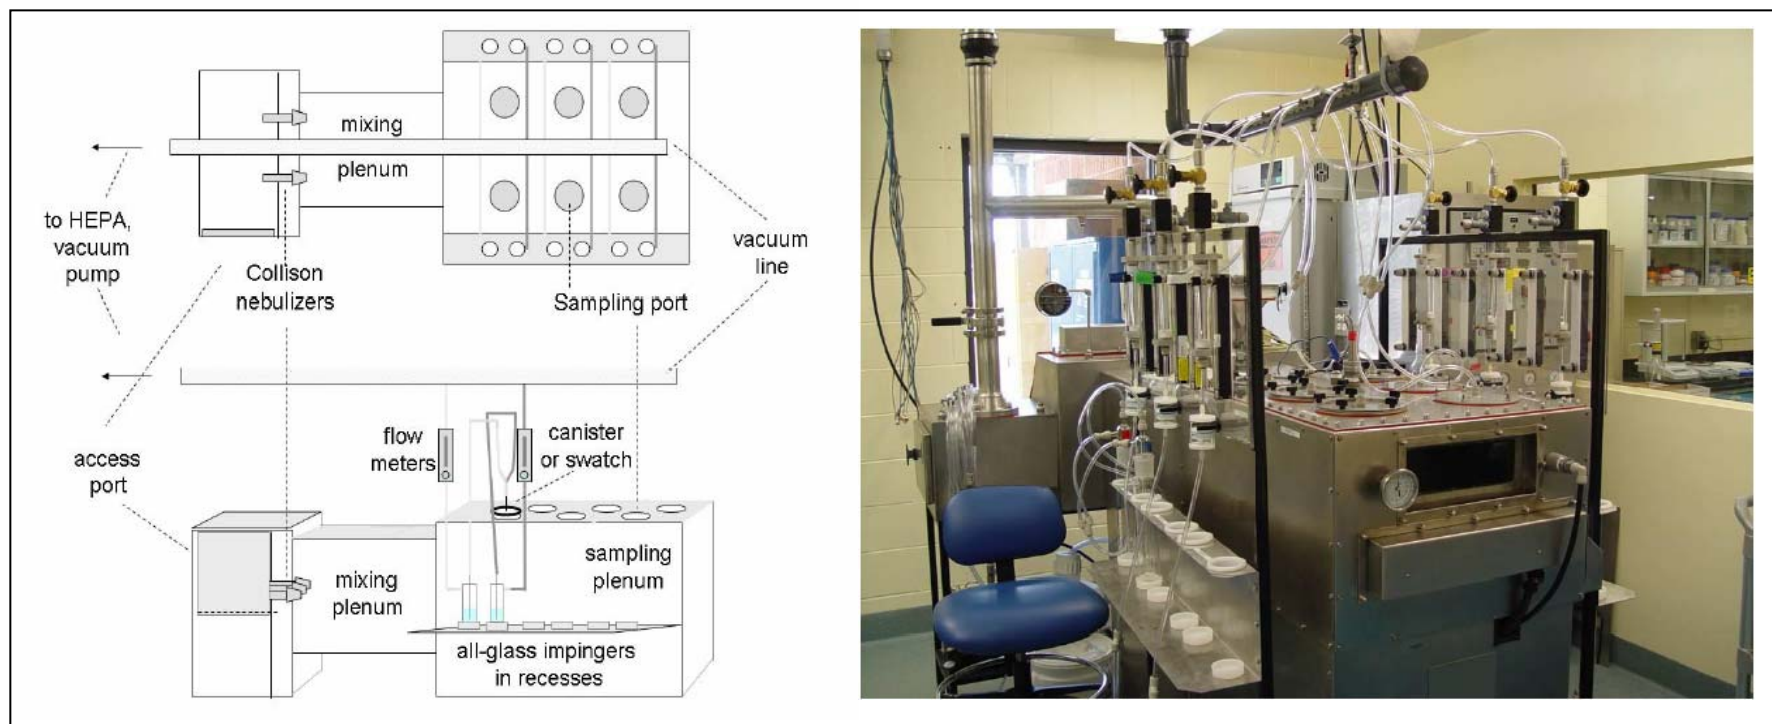 mixing
plenum
to HEPA,
vacuum
pump
Collison
nebulizers
Sampling port
vacuum
line
flow
meters
canister
or swatch
access
port
mixing
plenum
sampling
plenum
all-glass impingers
in recesses